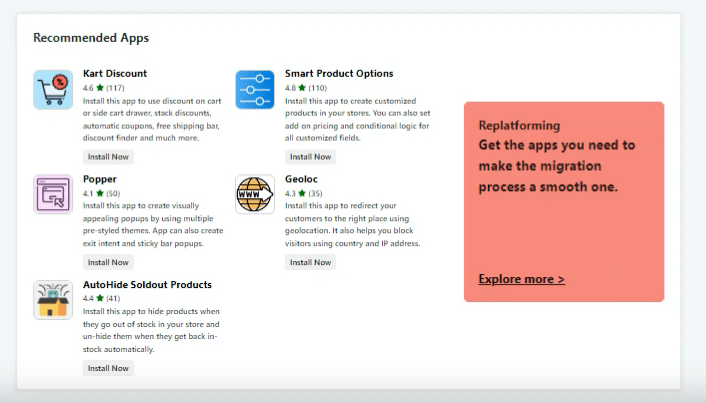 Recommended Apps
Kart Discount
4.6 ★ (117)
Install this app to use discount on cart
or side cart drawer, stack discounts,
automatic coupons, free shipping bar,
discount finder and much more.
Install Now
Smart Product Options
4.8 ★ (110)
Install this app to create customized
products in your stores. You can also set
add on pricing and conditional logic for
all customized fields.
Install Now
Popper
4.1 ★ (50)
Install this app to create visually
appealing popups by using multiple
pre-styled themes. App can also create
exit intent and sticky bar popups.
Install Now
WWW
Geoloc
4.3 ★ (35)
Install this app to redirect your
customers to the right place using
geolocation. It also helps you block
visitors using country and IP address.
Install Now
AutoHide Soldout Products
4.4 ★ (41)
Install this app to hide products when
they go out of stock in your store and
un-hide them when they get back in-
stock automatically.
Install Now
Replatforming
Get the apps you need to
make the migration
process a smooth one.
Explore more >